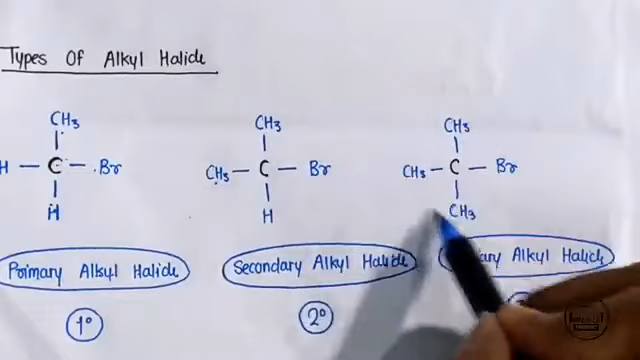 Types Of Alkyl Halide
CH3 CH3 CH3
H — C — Br CH3 — C — Br CH3 — C — Br
H H CH3
Primary Alkyl Halide Secondary Alkyl Halide Alkyl Halide
1° 2°